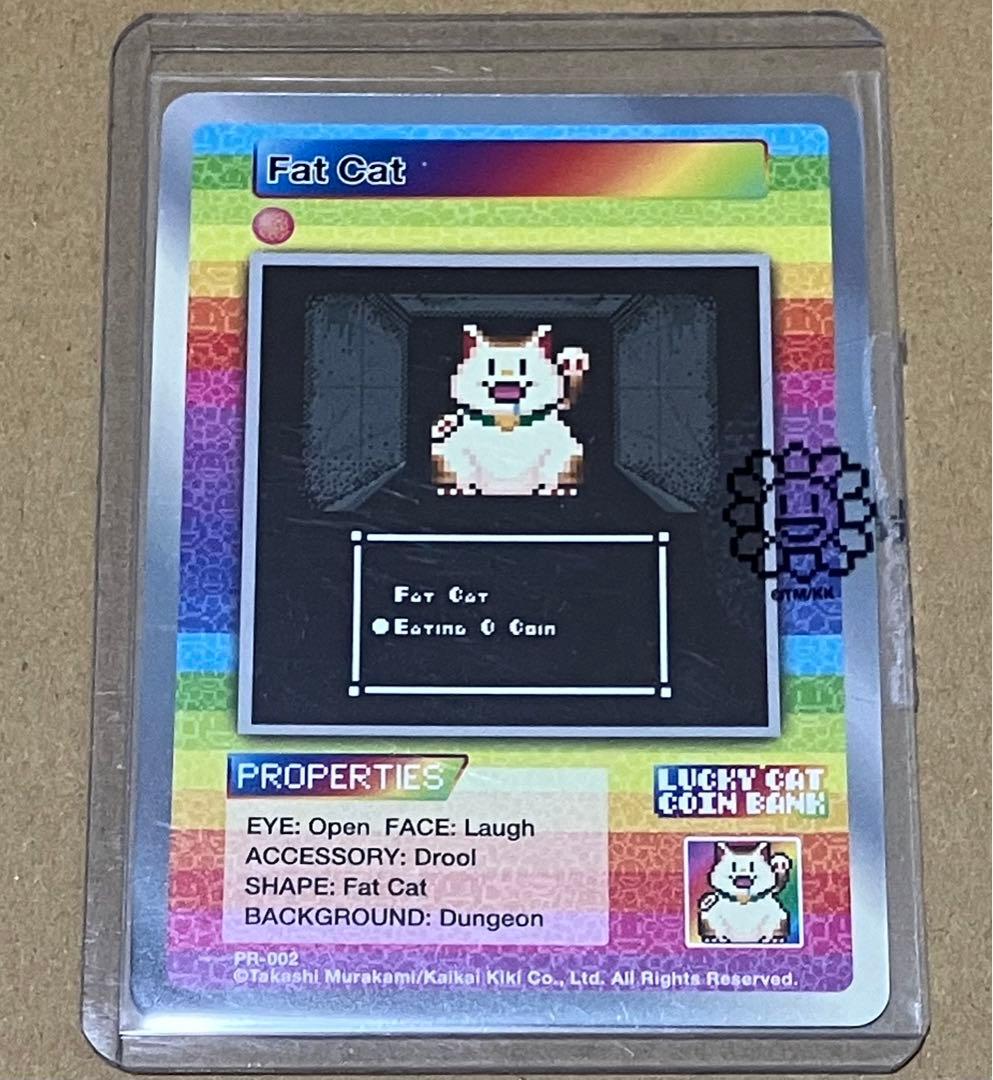 Fat Cat
Fat Cat
Eating 0 Coin
©TM/KK
PROPERTIES
LUCKY CAT
COIN BANK
EYE: Open FACE: Laugh
ACCESSORY: Drool
SHAPE: Fat Cat
BACKGROUND: Dungeon
PR-002
©Takashi Murakami/Kaikai Kiki Co., Ltd. All Rights Reserved.